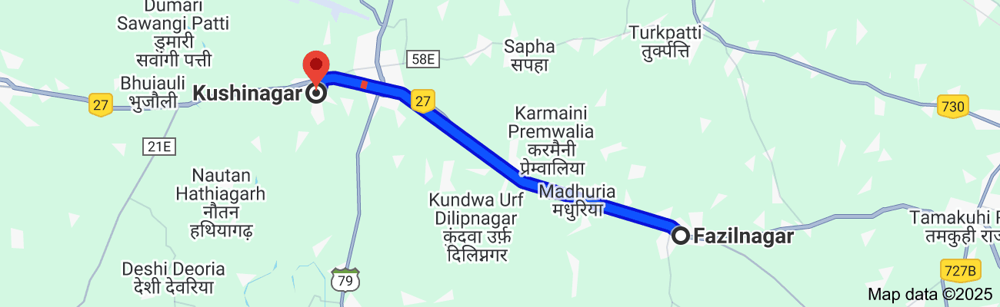 Dumari
Sawangi Patti
डुमारी
सवांगी पत्ती
Turkpatti
तुर्क्पत्ति
Sapha
सपहा
58E
Bhuiauli
भुजौली
Kushinagar
27
27
730
Karmaini
Premwalia
करमैनी
प्रेम्वालिया
21E
Nautan
Hathiagarh
नौतन
हथियागढ़
Madhuria
मधुरिया
Kundwa Urf
Dilipnagar
कुंदवा उर्फ़
दिलिप्नगर
Fazilnagar
Tamakuhi R
तमकुही राज
Deshi Deoria
देशी देवरिया
79
727B
Map data ©2025